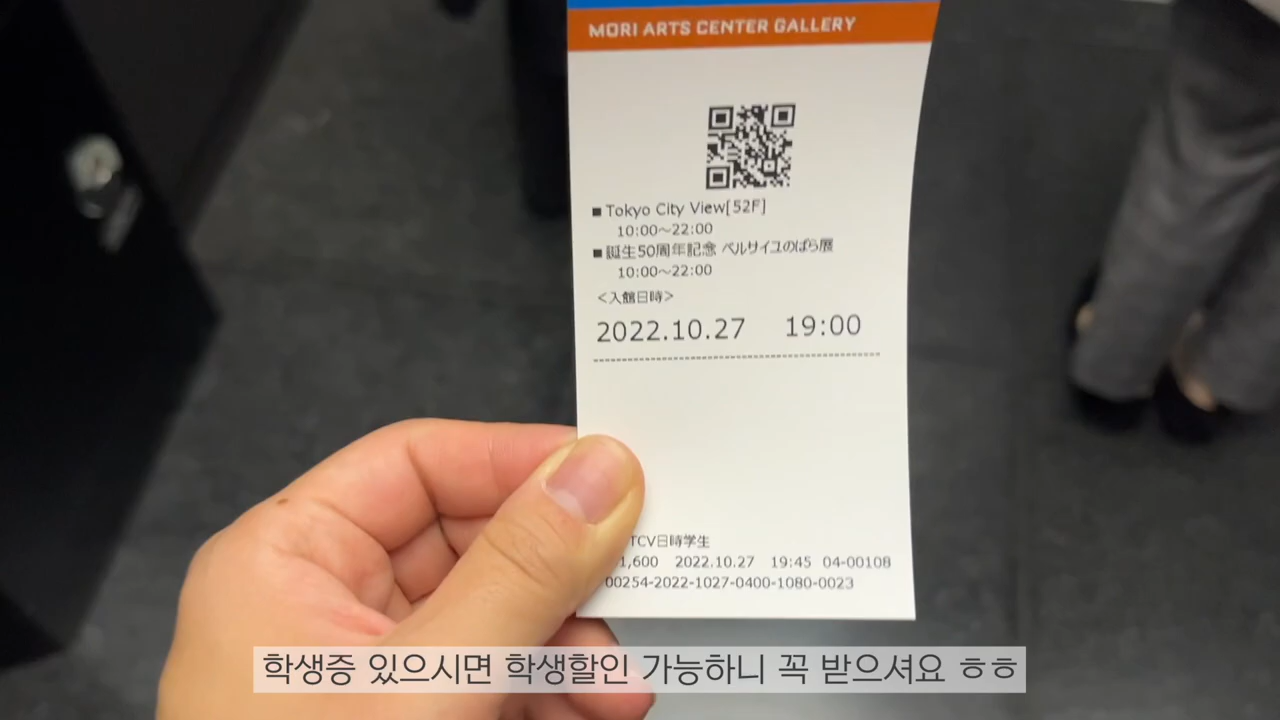 MORI ARTS CENTER GALLERY
■ Tokyo City View[52F]
10:00～22:00
■ 誕生50周年記念 ベルサイユのばら展
10:00～22:00
＜入館日時＞
2022.10.27 19:00
TCV日時学生
1,600 2022.10.27 19:45 04-00108
00254-2022-1027-0400-1080-0023
학생증 있으시면 학생할인 가능하니 꼭 받으셔요 ㅎㅎ